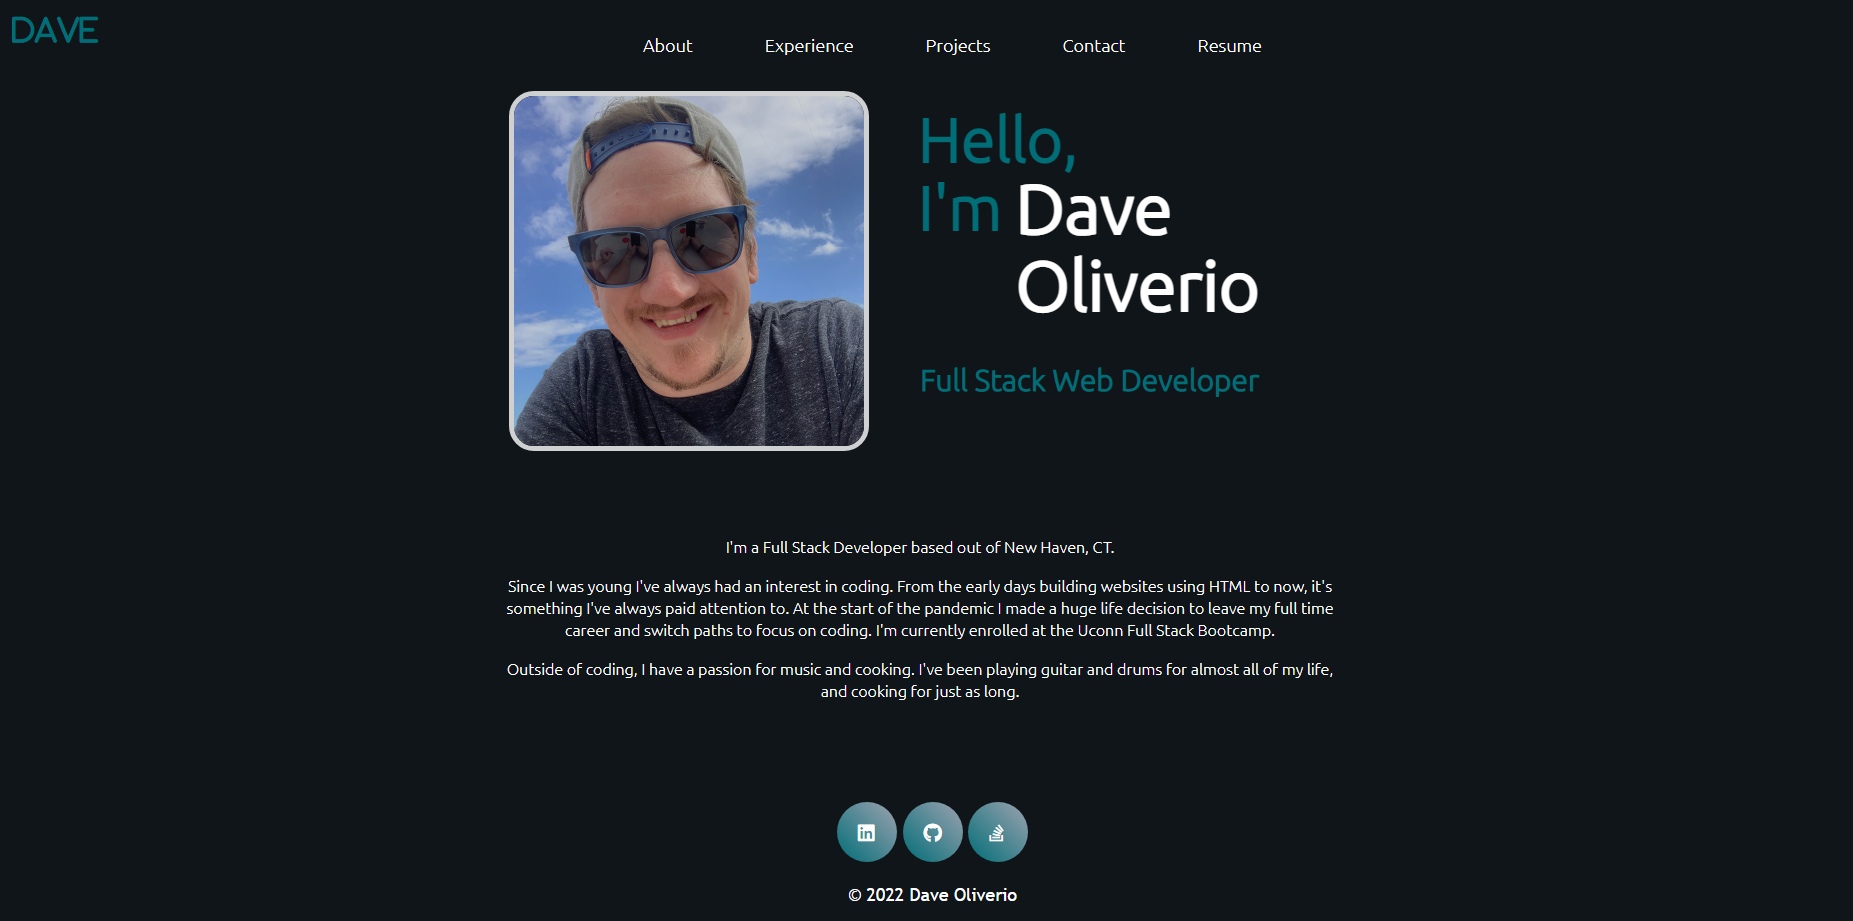 DAVE
About Experience Projects Contact Resume
Hello,
I'm Dave
Oliverio
Full Stack Web Developer
I'm a Full Stack Developer based out of New Haven, CT.
Since I was young I've always had an interest in coding. From the early days building websites using HTML to now, it's
something I've always paid attention to. At the start of the pandemic I made a huge life decision to leave my full time
career and switch paths to focus on coding. I'm currently enrolled at the Uconn Full Stack Bootcamp.
Outside of coding, I have a passion for music and cooking. I've been playing guitar and drums for almost all of my life,
and cooking for just as long.
in
© 2022 Dave Oliverio